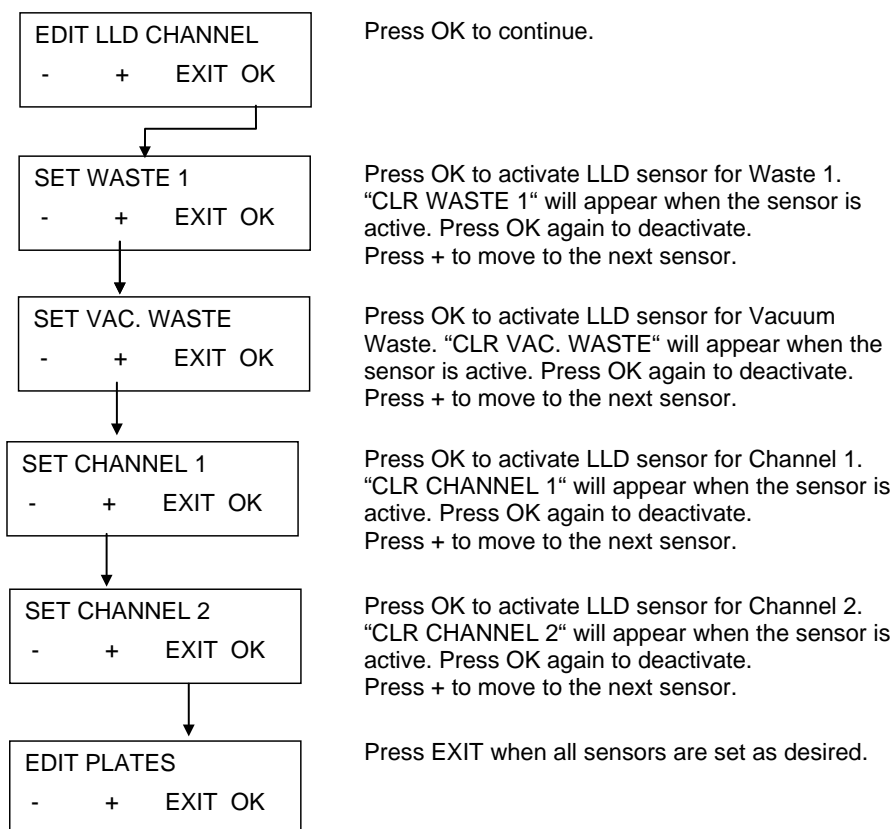 EDIT LLD CHANNEL
- + EXIT OK
Press OK to continue.
SET WASTE 1
- + EXIT OK
Press OK to activate LLD sensor for Waste 1.
“CLR WASTE 1“ will appear when the sensor is
active. Press OK again to deactivate.
Press + to move to the next sensor.
SET VAC. WASTE
- + EXIT OK
Press OK to activate LLD sensor for Vacuum
Waste. “CLR VAC. WASTE“ will appear when the
sensor is active. Press OK again to deactivate.
Press + to move to the next sensor.
SET CHANNEL 1
- + EXIT OK
Press OK to activate LLD sensor for Channel 1.
“CLR CHANNEL 1“ will appear when the sensor is
active. Press OK again to deactivate.
Press + to move to the next sensor.
SET CHANNEL 2
- + EXIT OK
Press OK to activate LLD sensor for Channel 2.
“CLR CHANNEL 2“ will appear when the sensor is
active. Press OK again to deactivate.
Press + to move to the next sensor.
EDIT PLATES
- + EXIT OK
Press EXIT when all sensors are set as desired.